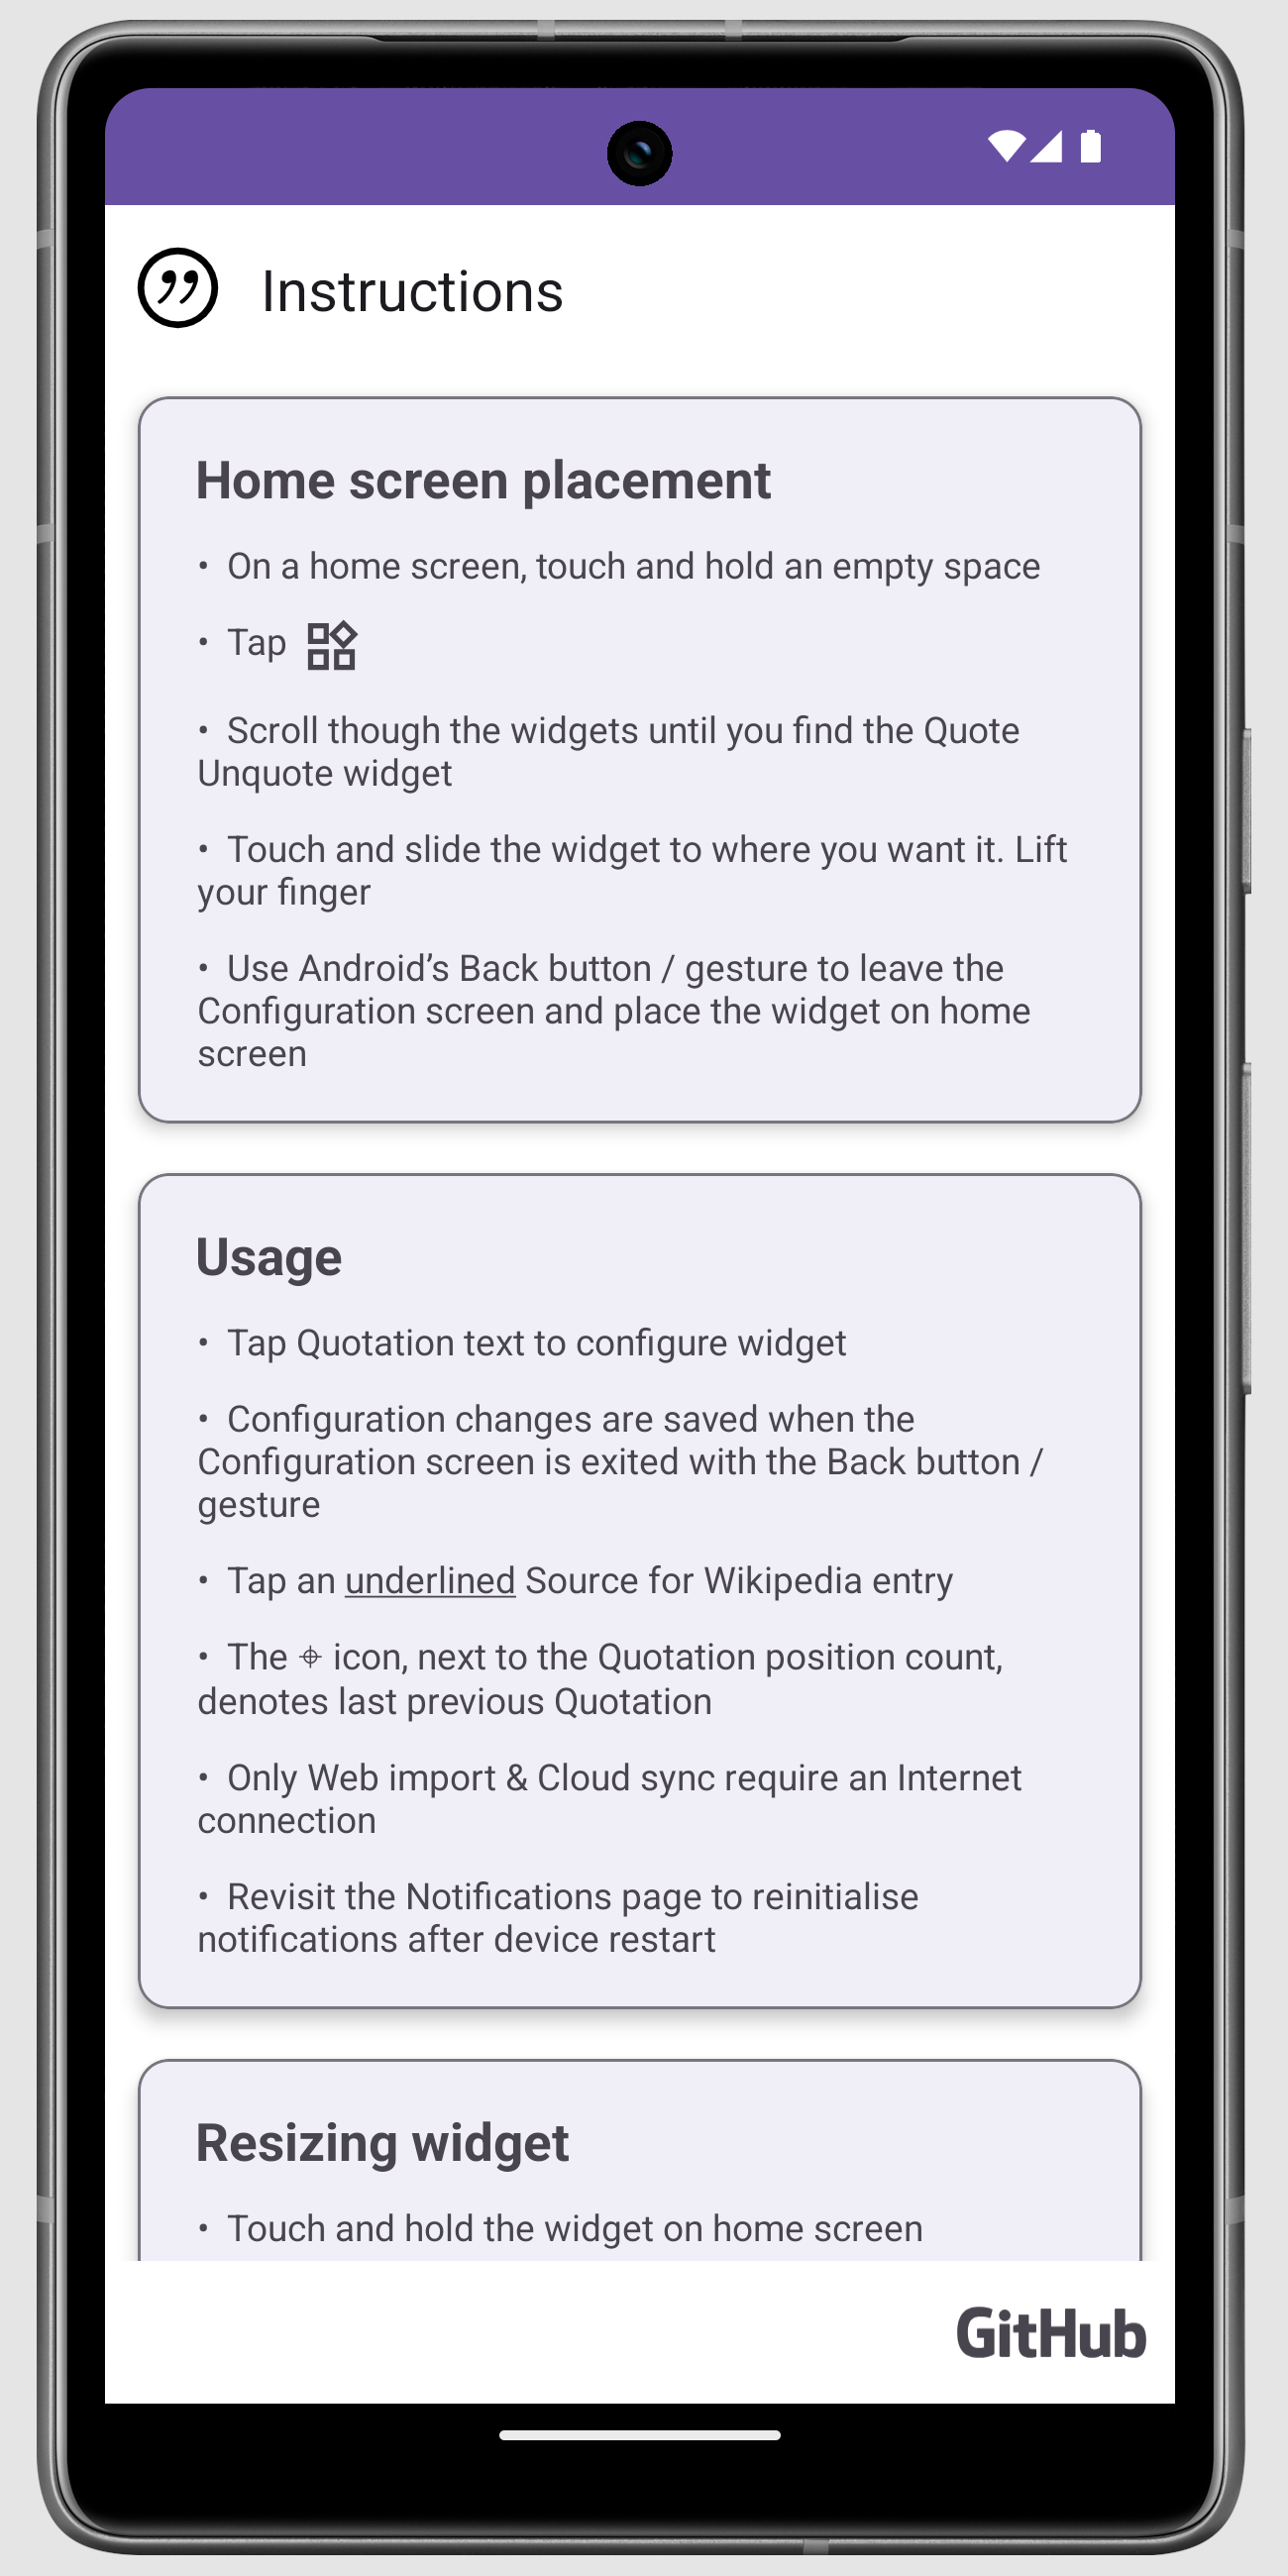 Instructions
Home screen placement
• On a home screen, touch and hold an empty space
• Tap
• Scroll though the widgets until you find the Quote
Unquote widget
• Touch and slide the widget to where you want it. Lift
your finger
• Use Android’s Back button / gesture to leave the
Configuration screen and place the widget on home
screen
Usage
• Tap Quotation text to configure widget
• Configuration changes are saved when the
Configuration screen is exited with the Back button /
gesture
• Tap an underlined Source for Wikipedia entry
• The ⌖ icon, next to the Quotation position count,
denotes last previous Quotation
• Only Web import & Cloud sync require an Internet
connection
• Revisit the Notifications page to reinitialise
notifications after device restart
Resizing widget
• Touch and hold the widget on home screen
GitHub